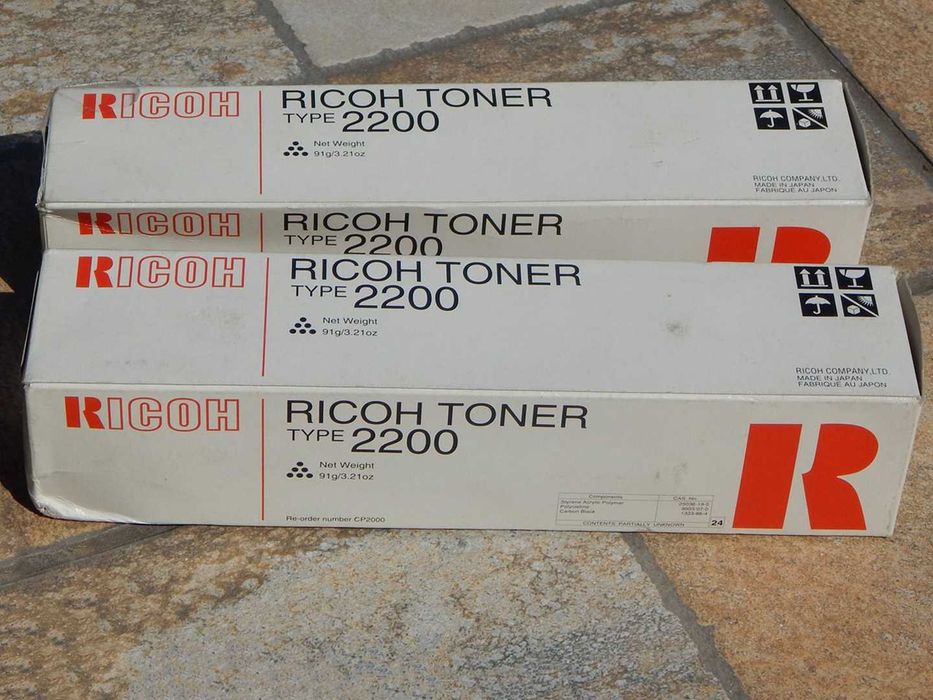 RICOH
RICOH TONER
TYPE 2200
Net Weight
91g/3.21oz
RICOH COMPANY,LTD.
MADE IN JAPAN
FABRIQUÉ AU JAPON
RICOH
RICOH TONER
TYPE 2200
R
RICOH
RICOH TONER
TYPE 2200
Net Weight
91g/3.21oz
RICOH COMPANY,LTD.
MADE IN JAPAN
FABRIQUÉ AU JAPON
RICOH
RICOH TONER
TYPE 2200
Net Weight
91g/3.21oz
Re-order number CP2000
Components CAS. No.
Styrene Acrylic Polymer
Carbon Black
CONTENTS PARTIALLY UNKNOWN 24
R